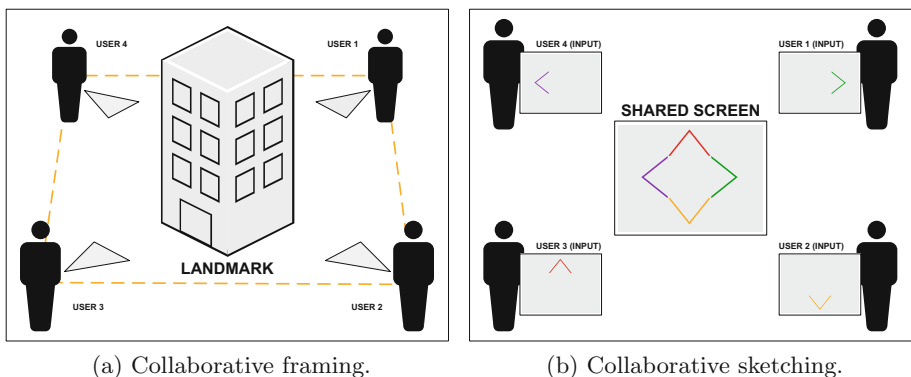 USER 4
USER 1
LANDMARK
USER 3
USER 2
(a) Collaborative framing.
USER 4 (INPUT)
USER 1 (INPUT)
SHARED SCREEN
USER 3 (INPUT)
USER 2 (INPUT)
(b) Collaborative sketching.